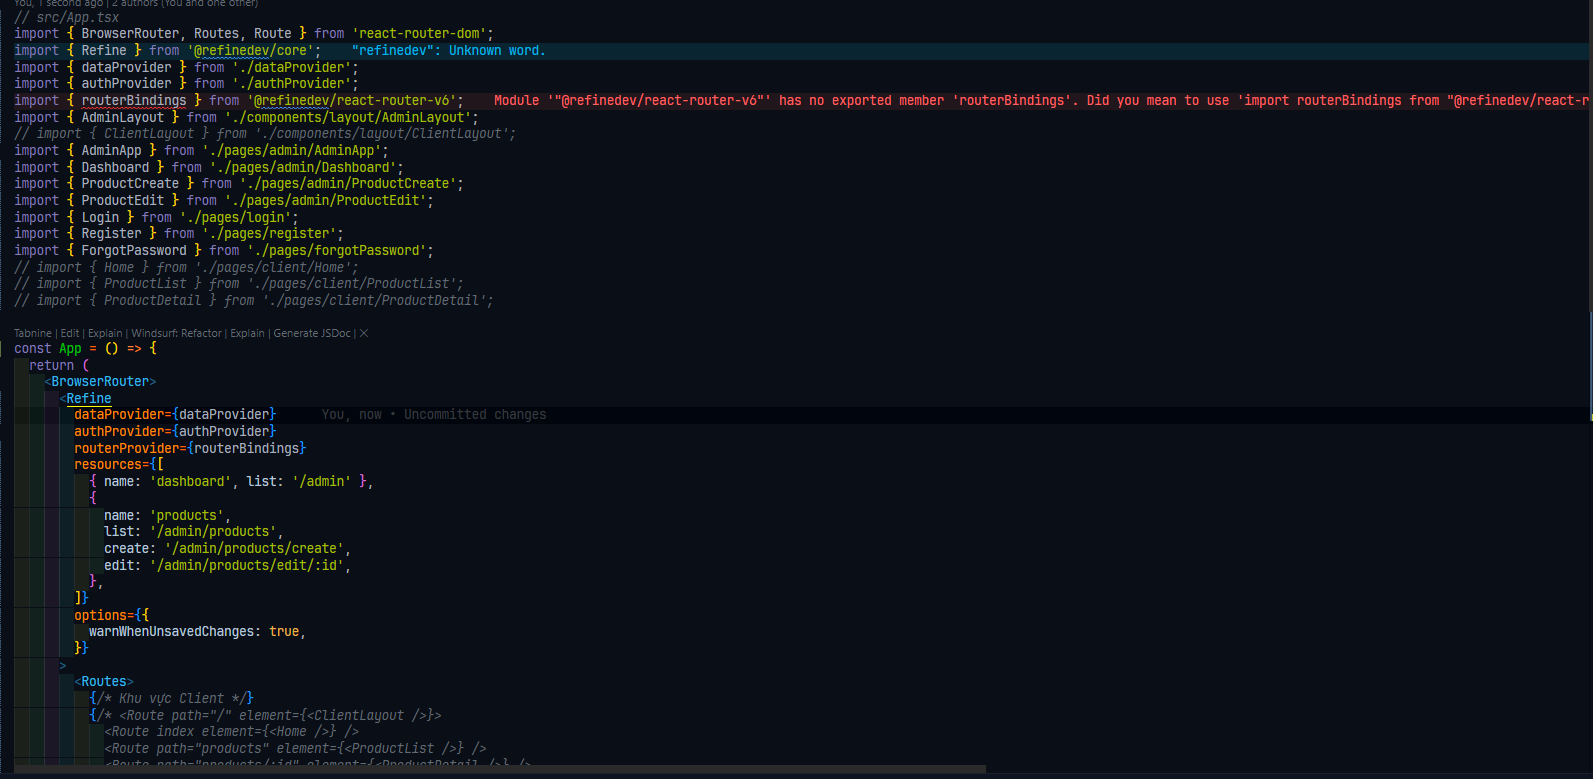 You, 1 second ago | 2 authors (You and one other)
// src/App.tsx
import { BrowserRouter, Routes, Route } from 'react-router-dom';
import { Refine } from '@refinedev/core';    "refinedev": Unknown word.
import { dataProvider } from './dataProvider';
import { authProvider } from './authProvider';
import { routerBindings } from '@refinedev/react-router-v6';    Module '"@refinedev/react-router-v6"' has no exported member 'routerBindings'. Did you mean to use 'import routerBindings from "@refinedev/react-r
import { AdminLayout } from './components/layout/AdminLayout';
// import { ClientLayout } from './components/layout/ClientLayout';
import { AdminApp } from './pages/admin/AdminApp';
import { Dashboard } from './pages/admin/Dashboard';
import { ProductCreate } from './pages/admin/ProductCreate';
import { ProductEdit } from './pages/admin/ProductEdit';
import { Login } from './pages/login';
import { Register } from './pages/register';
import { ForgotPassword } from './pages/forgotPassword';
// import { Home } from './pages/client/Home';
// import { ProductList } from './pages/client/ProductList';
// import { ProductDetail } from './pages/client/ProductDetail';
Tabnine | Edit | Explain | Windsurf: Refactor | Explain | Generate JSDoc | X
const App = () => {
return (
<BrowserRouter>
<Refine
dataProvider={dataProvider}      You, now • Uncommitted changes
authProvider={authProvider}
routerProvider={routerBindings}
resources={[
{ name: 'dashboard', list: '/admin' },
{
name: 'products',
list: '/admin/products',
create: '/admin/products/create',
edit: '/admin/products/edit/:id',
},
]}
options={{
warnWhenUnsavedChanges: true,
}}
>
<Routes>
{/* Khu vực Client */}
{/* <Route path="/" element={<ClientLayout />}>
<Route index element={<Home />} />
<Route path="products" element={<ProductList />} />
<Route path="products/:id" element={<ProductDetail />} />